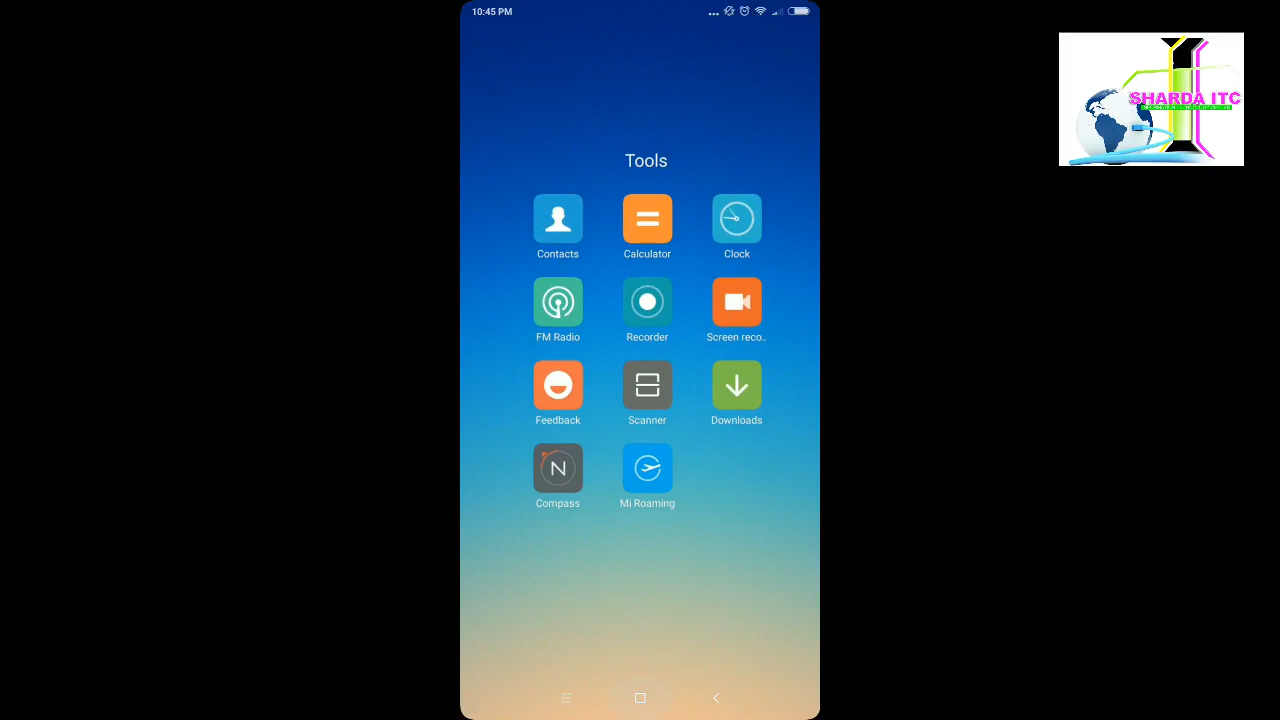 10:45 PM
SHARDA ITC
Tools
Contacts
Calculator
Clock
FM Radio
Recorder
Screen reco..
Feedback
Scanner
Downloads
N
Compass
Mi Roaming